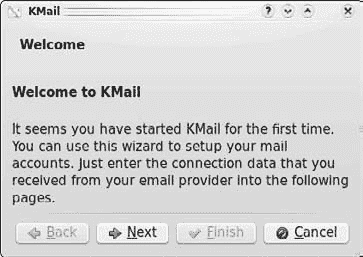 KMail
Welcome
Welcome to KMail
It seems you have started KMail for the first time.
You can use this wizard to setup your mail
accounts. Just enter the connection data that you
received from your email provider into the following
pages.
Back Next Finish Cancel